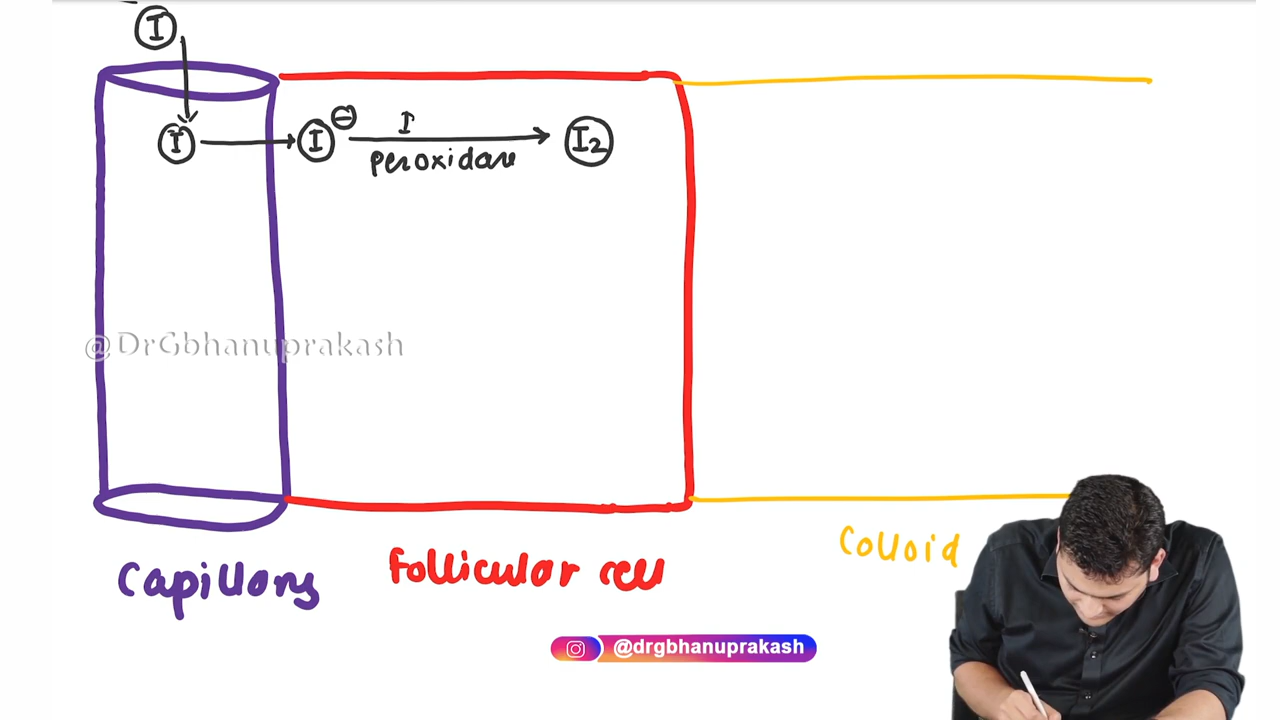 I
I
I ⊖
I
peroxidase
I2
@DrGbhanuprakash
Colloid
Follicular cell
Capillary
@drgbhanuprakash